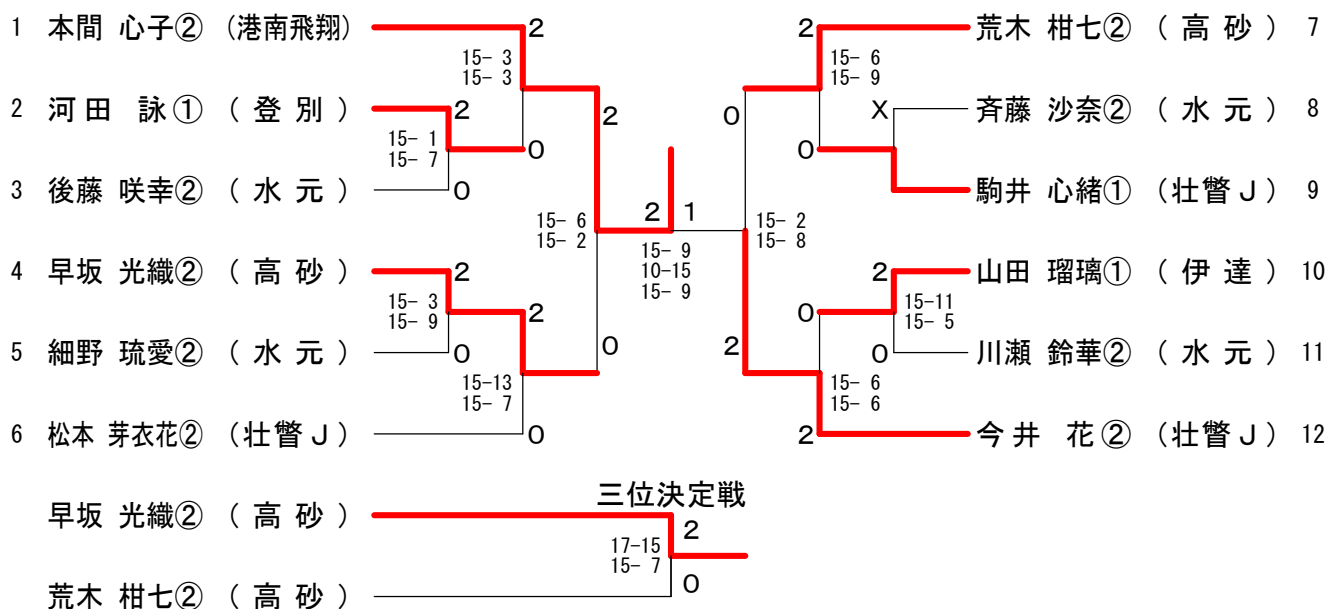 1 本間 心子② (港南飛翔) 2 2 荒木 柑七② (高砂) 7
15- 3 15- 6
15- 3 15- 9
2 河田 詠① (登別) 2 2 0 X 斉藤 沙奈② (水元) 8
15- 1
15- 7 0 0
3 後藤 咲幸② (水元) 0 駒井 心緒① (壮瞥J) 9
15- 6 2 1 15- 2
15- 2 15- 8
15- 9
10-15
15- 9
4 早坂 光織② (高砂) 2 2 山田 瑠璃① (伊達) 10
15- 3 15-11
15- 9 2 0 15- 5
5 細野 琉愛② (水元) 0 0 2 0 川瀬 鈴華② (水元) 11
15-13 15- 6
15- 7 15- 6
6 松本 芽衣花② (壮瞥J) 0 2 今井 花② (壮瞥J) 12
三位決定戦
早坂 光織② (高砂) 2
17-15
15- 7
荒木 柑七② (高砂) 0